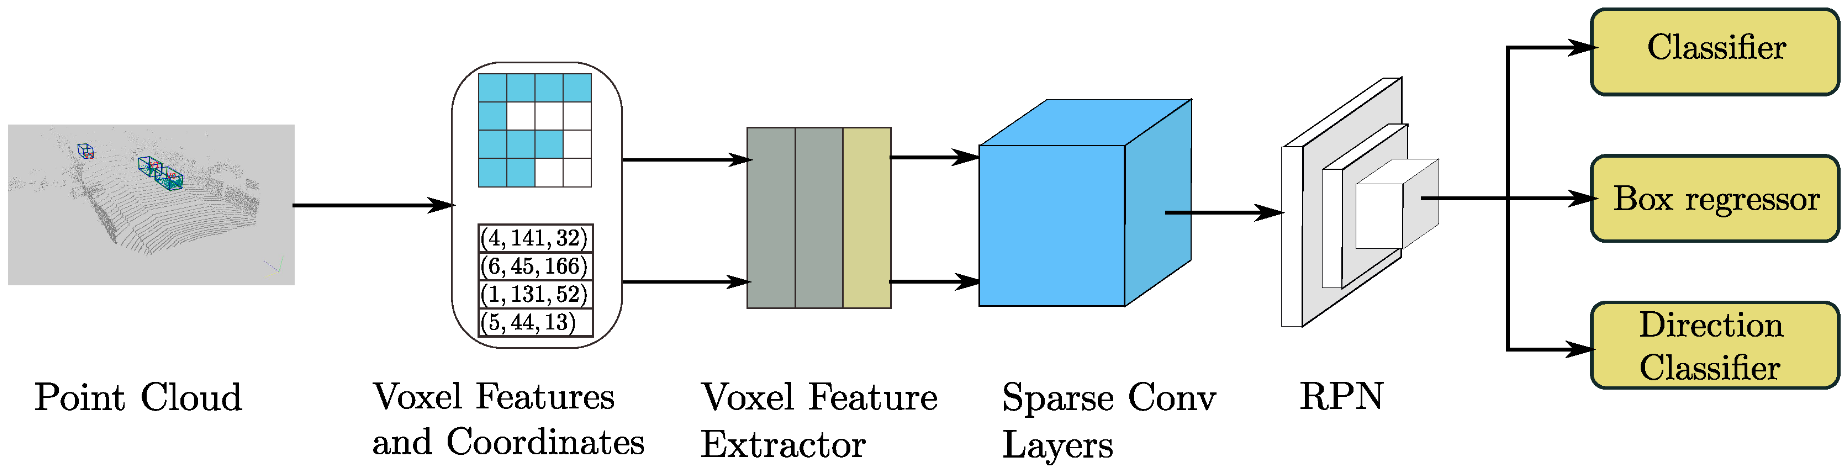 Classifier
(4, 141, 32)
(6, 45, 166)
(1, 131, 52)
(5, 44, 13)
Box regressor
Direction
Classifier
Point Cloud
Voxel Features
and Coordinates
Voxel Feature
Extractor
Sparse Conv
Layers
RPN